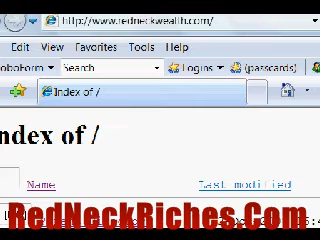 http://www.redneckwealth.com/
Edit View Favorites Tools Help
oboForm Search Logins (passcards)
Index of /
ndex of /
Name Last modified
RedNeckRiches.Com